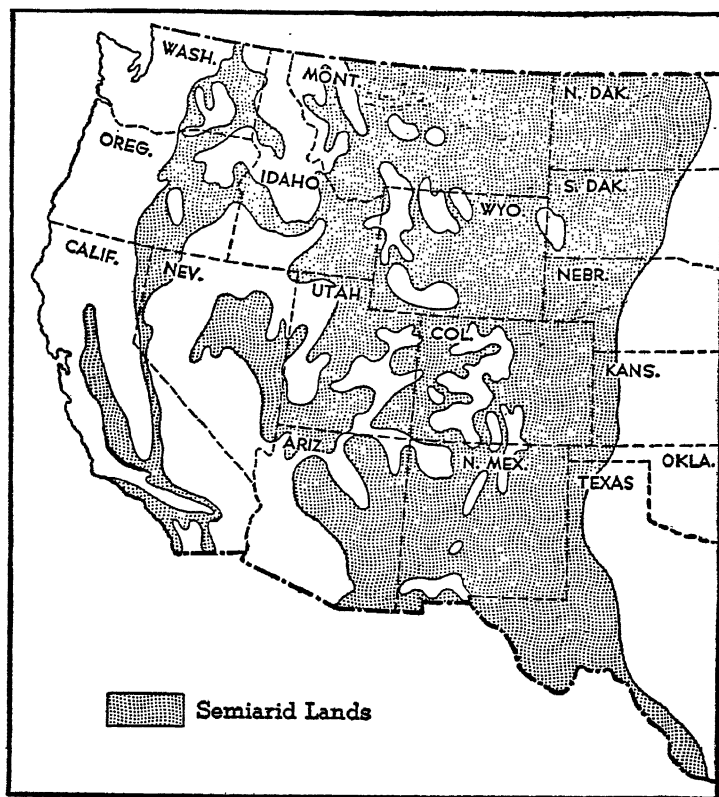 WASH.
MONT.
N. DAK.
OREG.
IDAHO
S. DAK.
WYO.
CALIF.
NEV.
UTAH
NEBR.
COL.
KANS.
ARIZ.
N. MEX.
OKLA.
TEXAS
Semiarid Lands